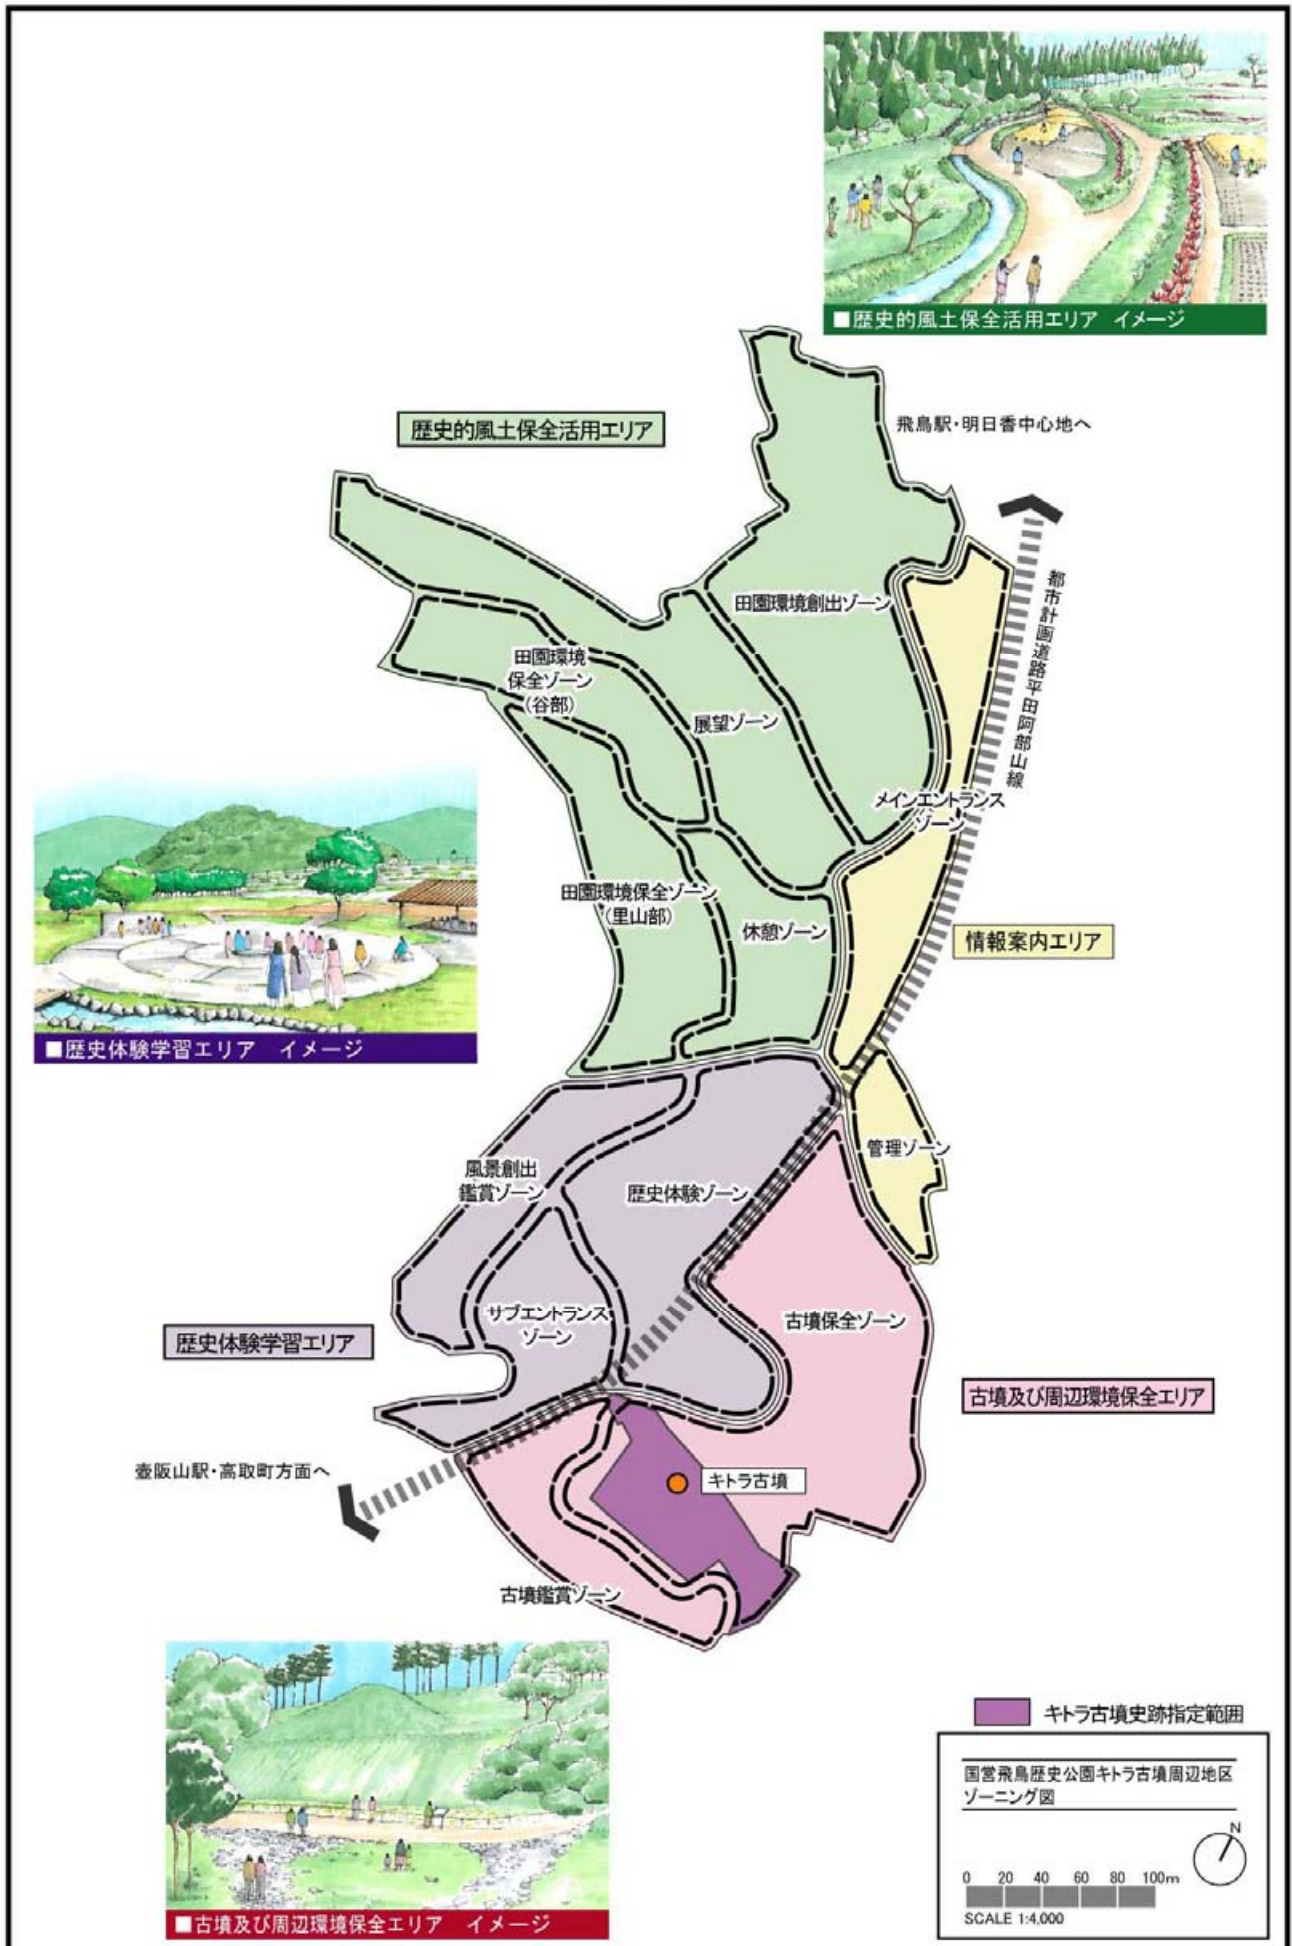 ■歴史的風土保全活用エリア イメージ
歴史的風土保全活用エリア
飛鳥駅・明日香中心地へ
都市計画道路平田阿部山線
田園環境創出ゾーン
田園環境
保全ゾーン
(谷部)
展望ゾーン
メインエントランス
ゾーン
田園環境保全ゾーン
(里山部)
休憩ゾーン
情報案内エリア
■歴史体験学習エリア イメージ
管理ゾーン
風景創出
鑑賞ゾーン
歴史体験ゾーン
サブエントランス
ゾーン
古墳保全ゾーン
歴史体験学習エリア
古墳及び周辺環境保全エリア
壺阪山駅・高取町方面へ
キトラ古墳
古墳鑑賞ゾーン
■古墳及び周辺環境保全エリア イメージ
キトラ古墳史跡指定範囲
国営飛鳥歴史公園キトラ古墳周辺地区
ゾーニング図
N
0 20 40 60 80 100m
SCALE 1:4,000